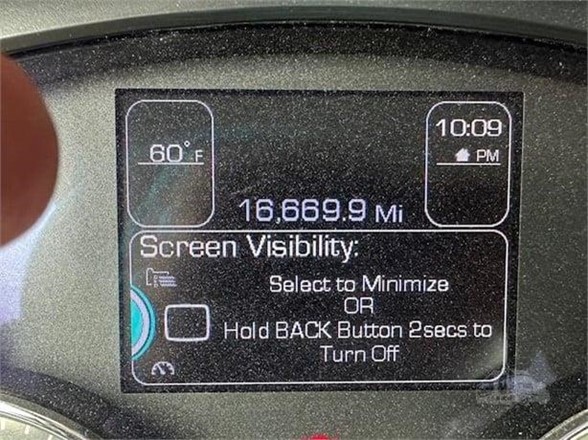 60°F
10:09
PM
16,669.9 Mi
Screen Visibility:
Select to Minimize
OR
Hold BACK Button 2secs to
Turn Off